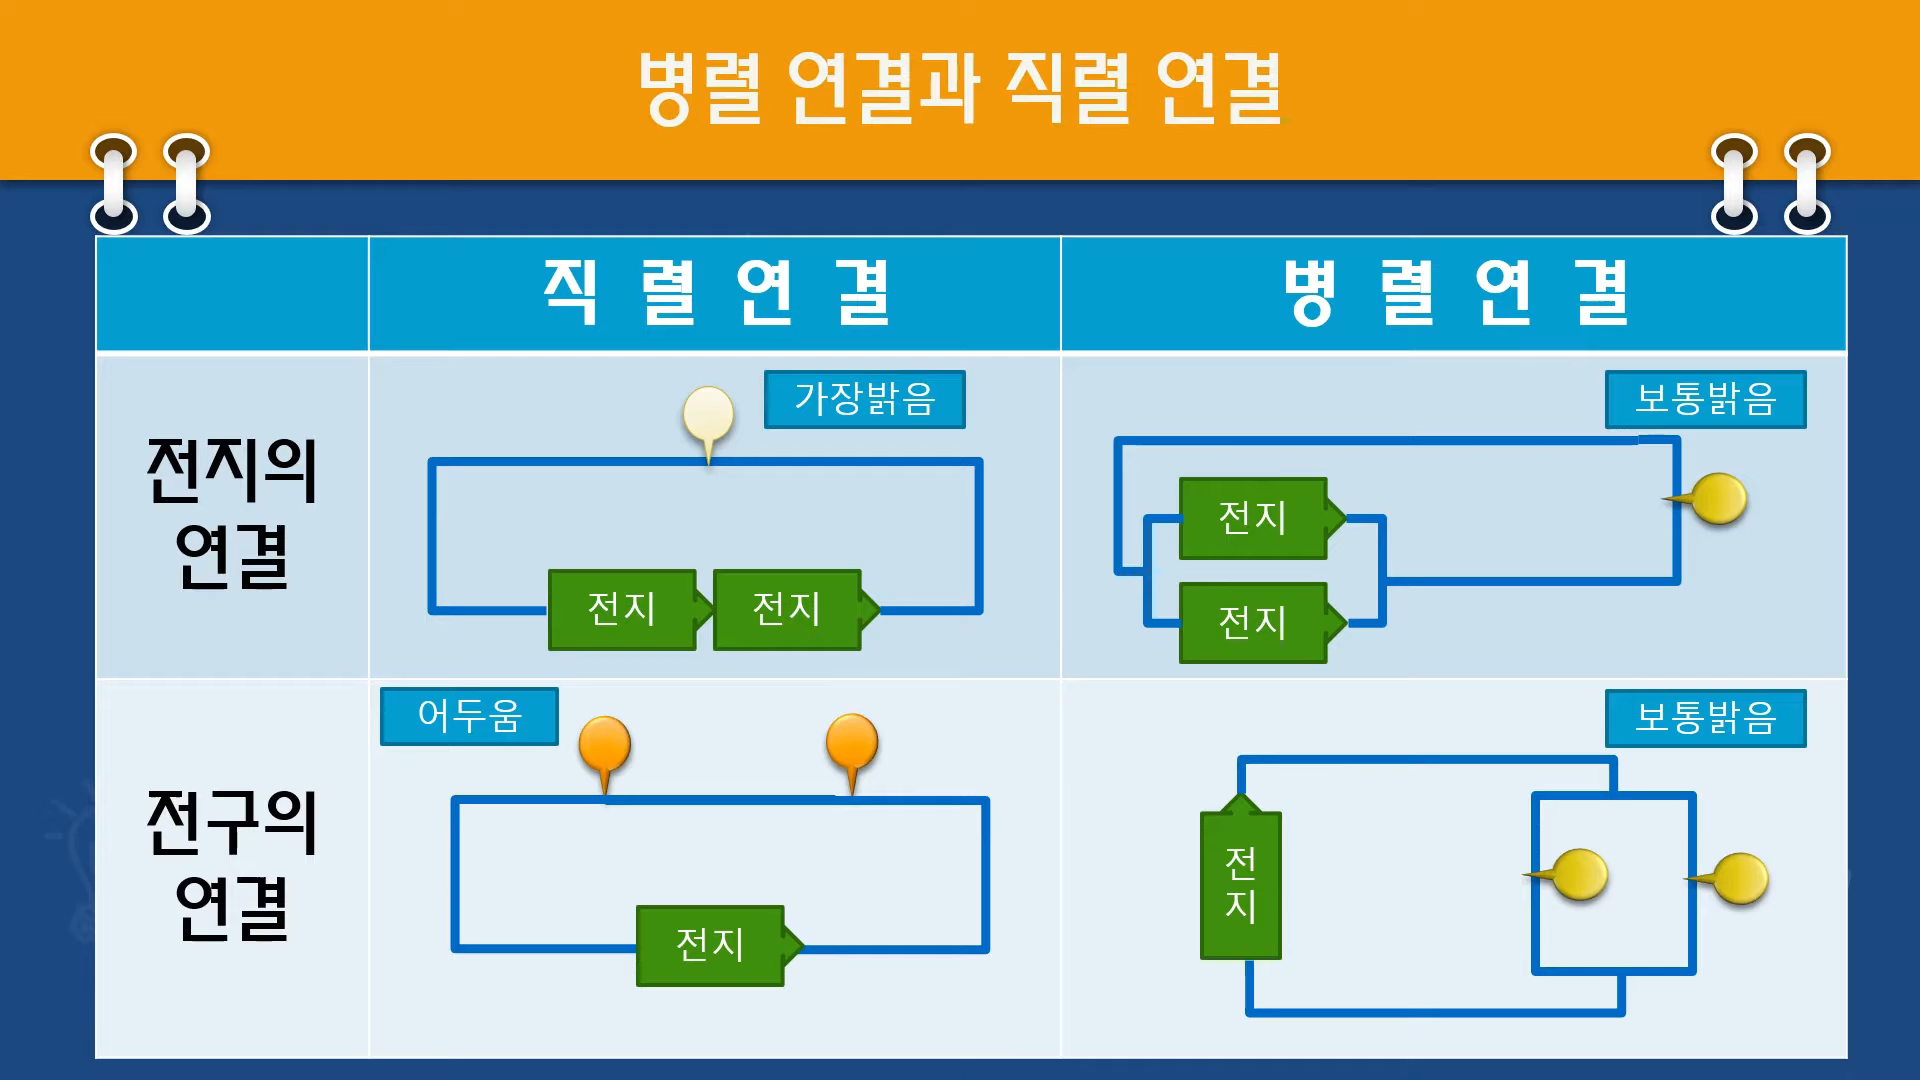 병렬 연결과 직렬 연결
직 렬 연 결
병 렬 연 결
전지의
연결
가장밝음
전지
전지
보통밝음
전지
전지
전구의
연결
어두움
전지
보통밝음
전
지